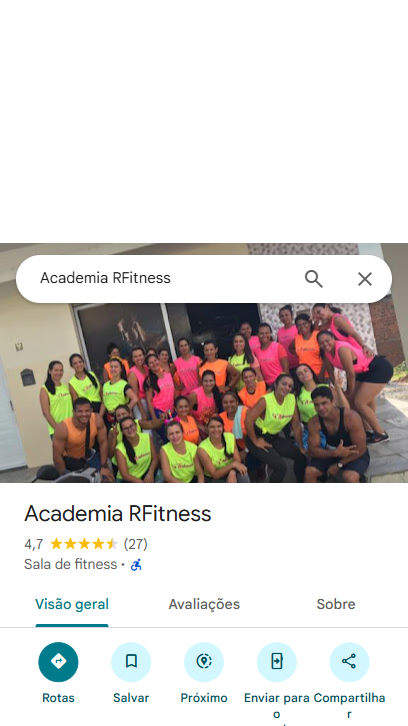 Academia RFitness
Academia RFitness
4,7 (27)
Sala de fitness ·
Visão geral Avaliações Sobre
Rotas Salvar Próximo Enviar para Compartilha
o r